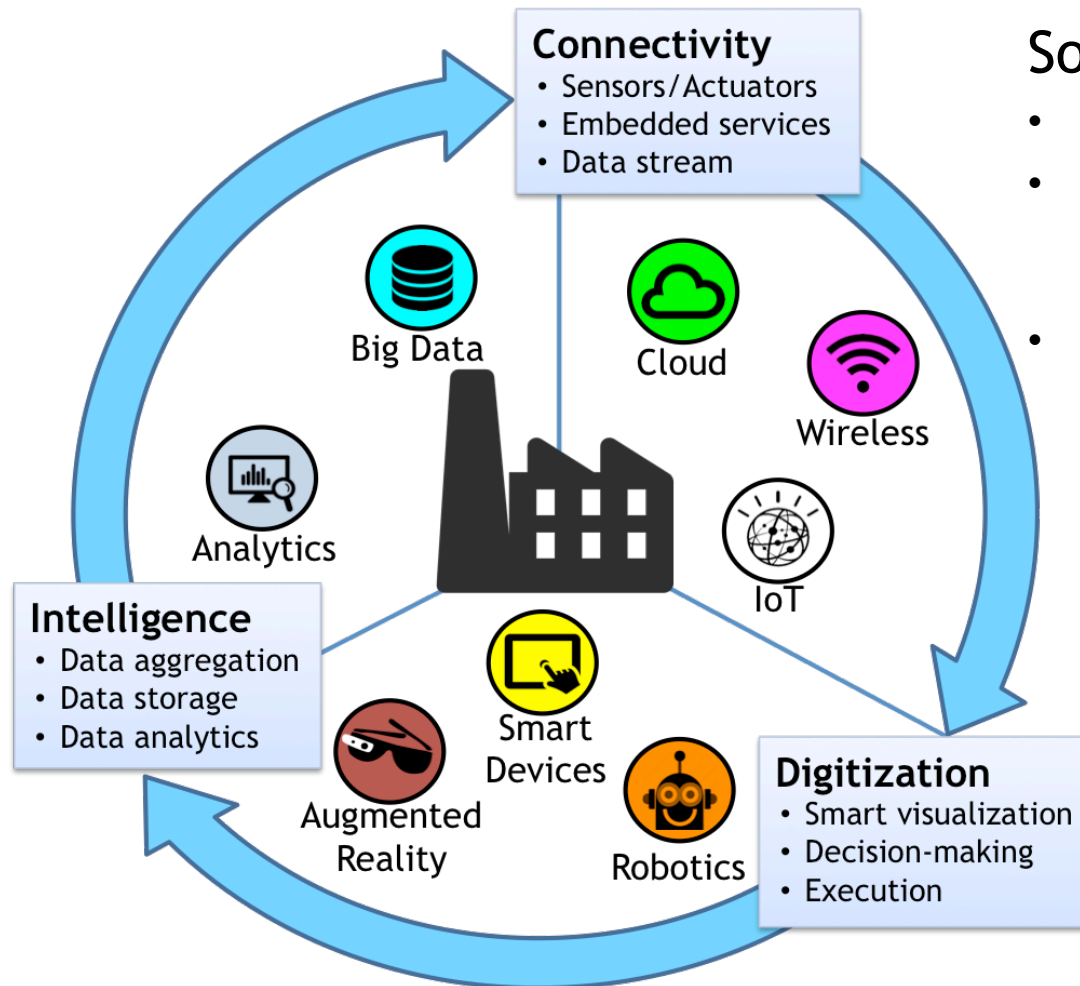 Connectivity
• Sensors/Actuators
• Embedded services
• Data stream
So
•
•
•
Big Data
Cloud
Wireless
Analytics
IoT
Intelligence
• Data aggregation
• Data storage
• Data analytics
Smart
Devices
Augmented
Reality
Robotics
Digitization
• Smart visualization
• Decision-making
• Execution